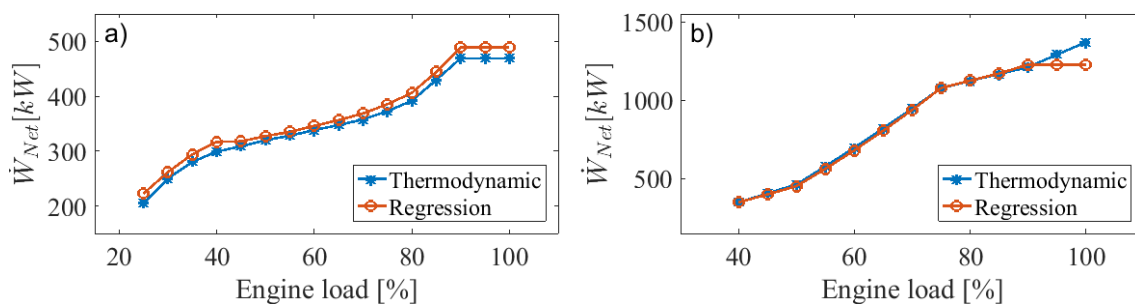 a)
500
400
300
200
Ẇ_Net[kW]
Thermodynamic
Regression
20 40 60 80 100
Engine load [%]
b)
1500
1000
500
Ẇ_Net[kW]
Thermodynamic
Regression
40 60 80 100
Engine load [%]